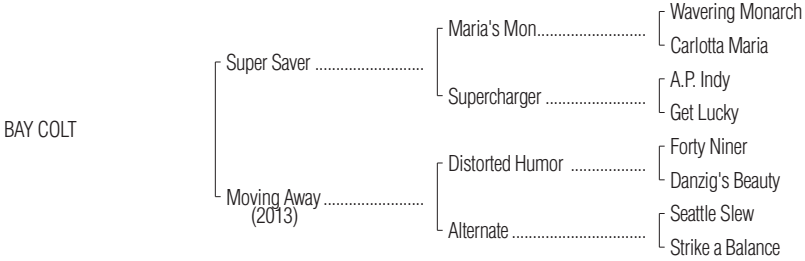 Wavering Monarch
Maria's Mon..........................
Carlotta Maria
Super Saver ..........................
A.P. Indy
Supercharger ........................
Get Lucky
BAY COLT
Forty Niner
Distorted Humor ..................
Danzig's Beauty
Moving Away ........................
(2013)
Seattle Slew
Alternate ................................
Strike a Balance